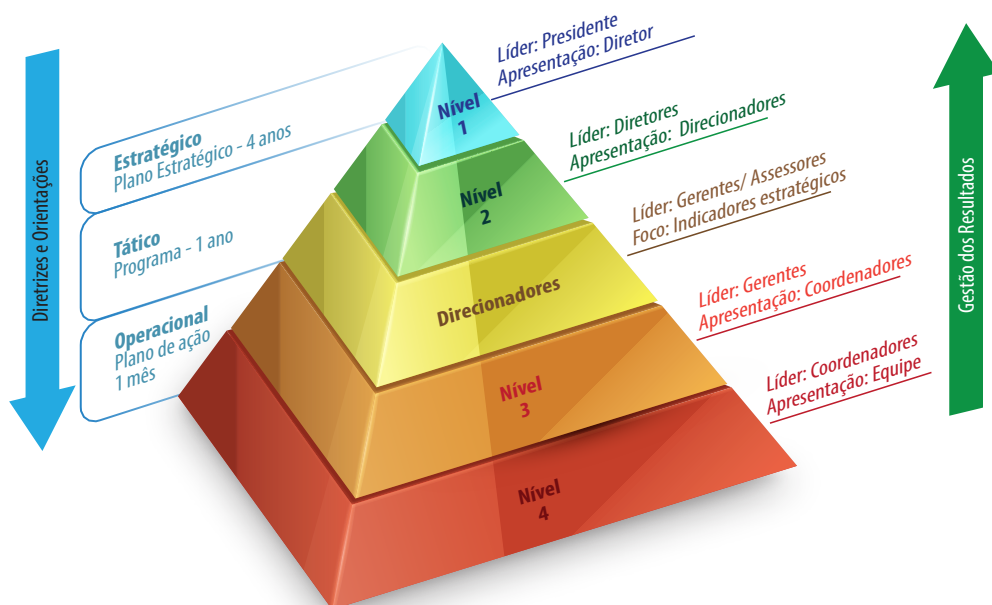 Diretrizes e Orientações
Estratégico
Plano Estratégico - 4 anos
Tático
Programa - 1 ano
Operacional
Plano de ação
1 mês
Nível
1
Nível
2
Direcionadores
Nível
3
Nível
4
Líder: Presidente
Apresentação: Diretor
Líder: Diretores
Apresentação: Direcionadores
Líder: Gerentes/ Assessores
Foco: Indicadores estratégicos
Líder: Gerentes
Apresentação: Coordenadores
Líder: Coordenadores
Apresentação: Equipe
Gestão dos Resultados